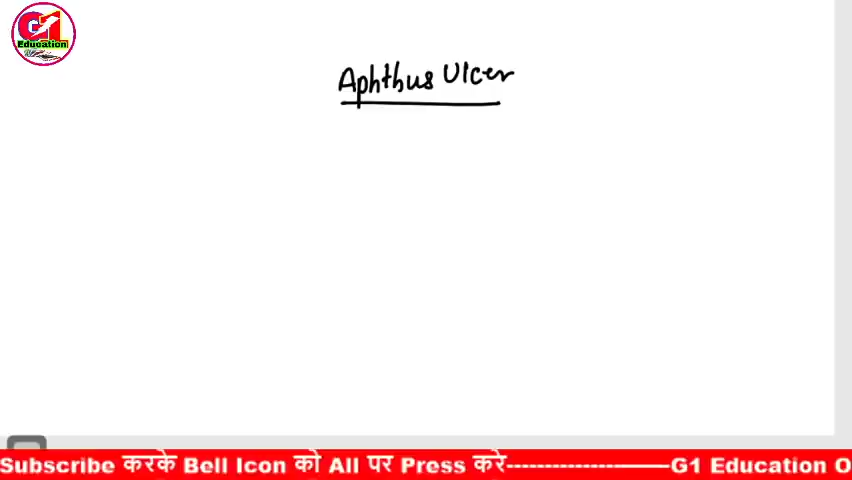 G1
Education
Aphthus Ulcer
Subscribe करके Bell Icon को All पर Press करे-----------------------------G1 Education O